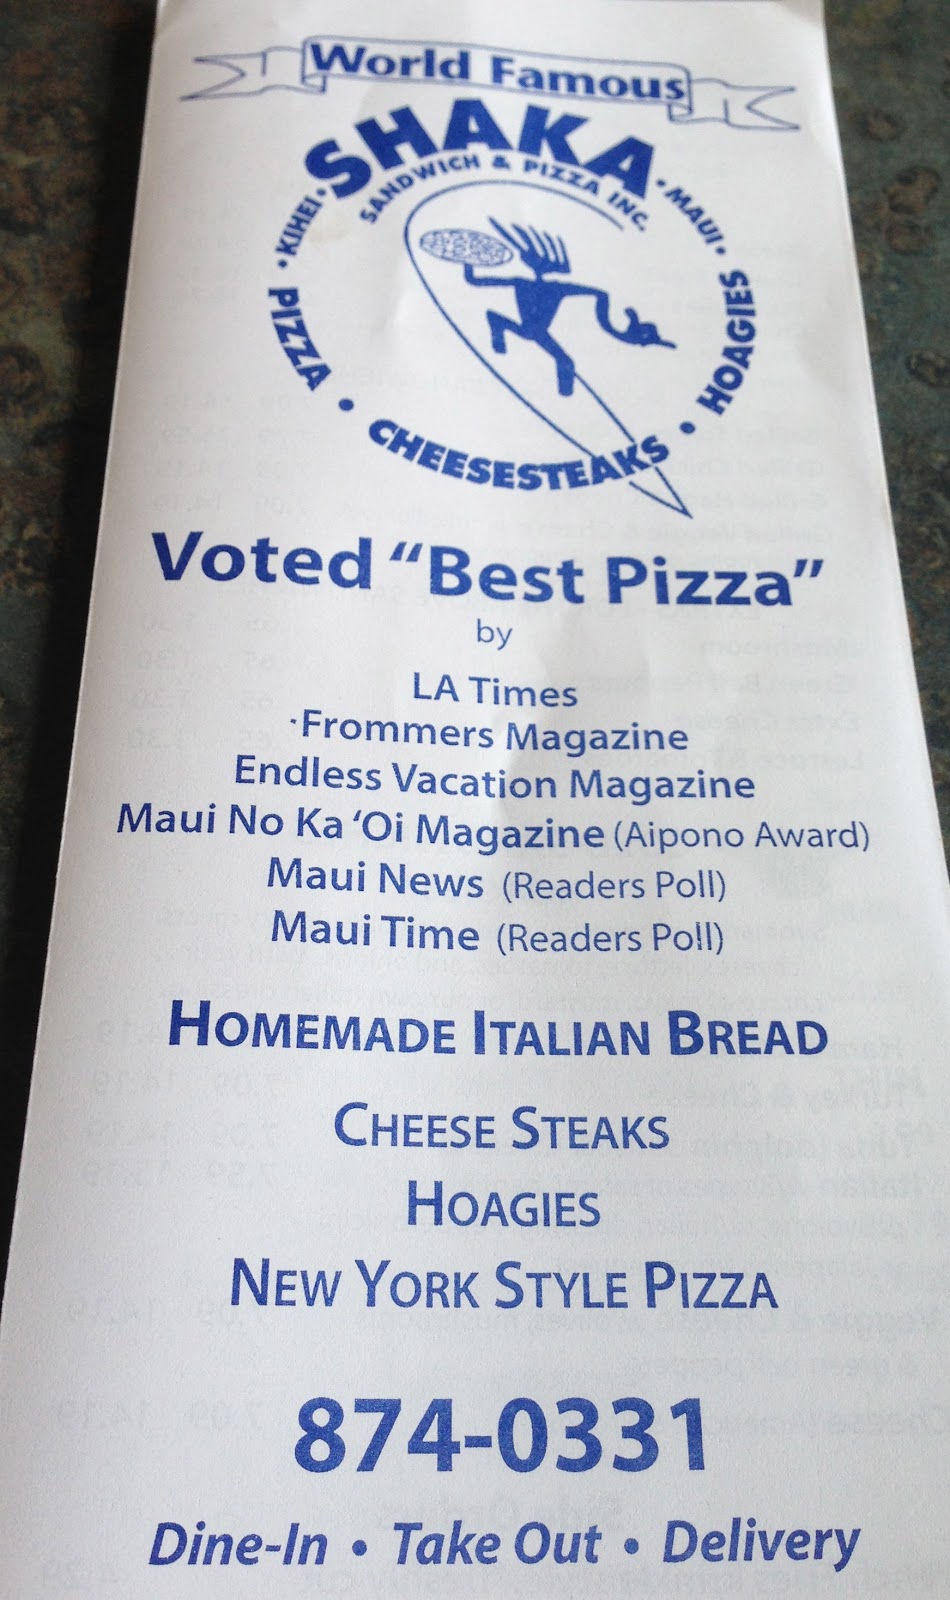 World Famous
SHAKA
SANDWICH & PIZZA INC.
• KIHEI • • MAUI •
PIZZA • CHEESESTEAKS • HOAGIES
Voted "Best Pizza"
by
LA Times
Frommers Magazine
Endless Vacation Magazine
Maui No Ka 'Oi Magazine (Aipono Award)
Maui News (Readers Poll)
Maui Time (Readers Poll)
HOMEMADE ITALIAN BREAD
CHEESE STEAKS
HOAGIES
NEW YORK STYLE PIZZA
874-0331
Dine-In • Take Out • Delivery